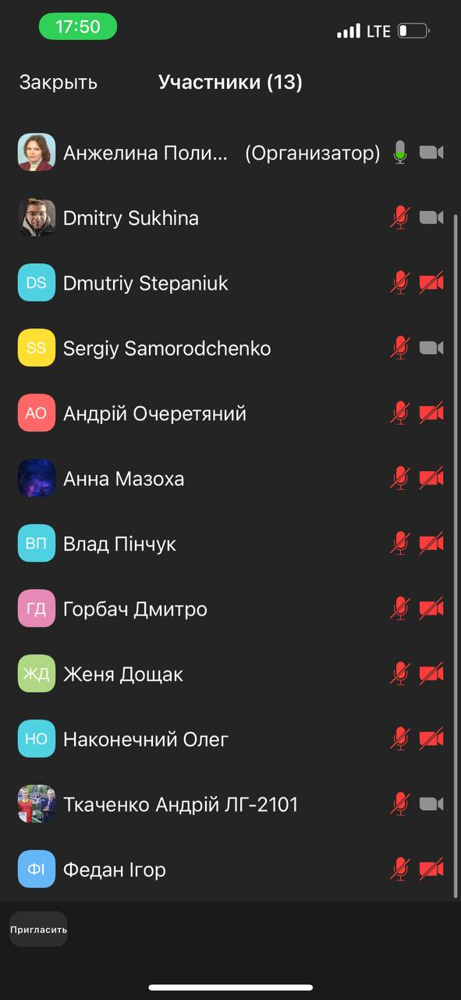 17:50
LTE
Закрыть
Участники (13)
Анжелина Поли... (Организатор)
Dmitry Sukhina
DS Dmutriy Stepaniuk
SS Sergiy Samorodchenko
АО Андрій Очеретяний
Анна Мазоха
ВП Влад Пінчук
ГД Горбач Дмитро
ЖД Женя Дощак
НО Наконечний Олег
Ткаченко Андрій ЛГ-2101
ФІ Федан Ігор
Пригласить